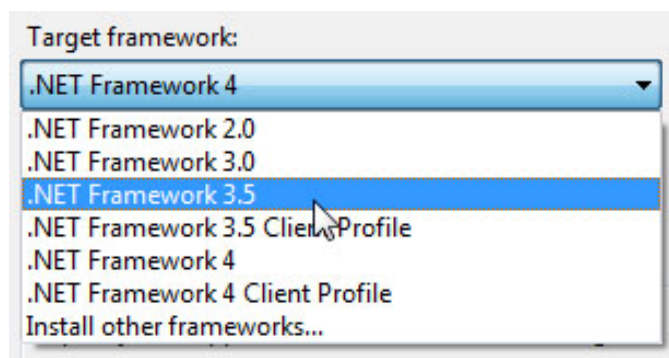 Target framework:
.NET Framework 4
.NET Framework 2.0
.NET Framework 3.0
.NET Framework 3.5
.NET Framework 3.5 Client Profile
.NET Framework 4
.NET Framework 4 Client Profile
Install other frameworks...